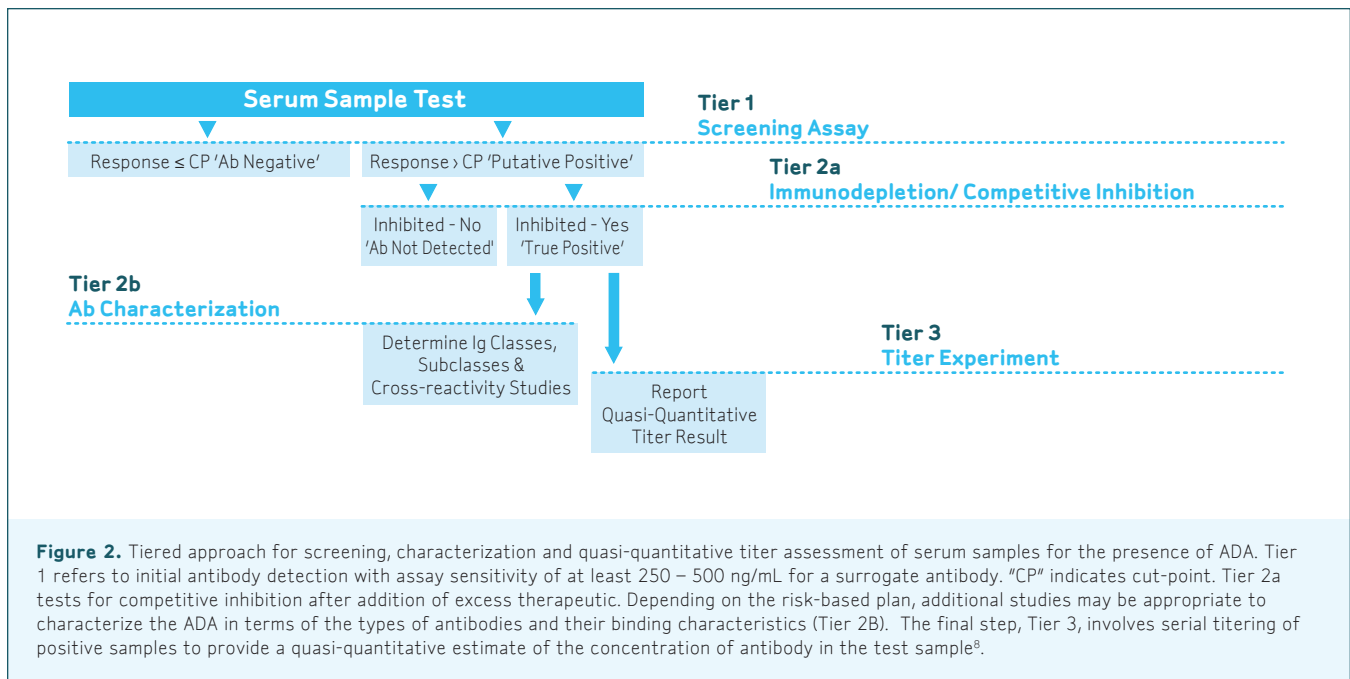 Serum Sample Test
Tier 1
Screening Assay
Response ≤ CP 'Ab Negative'
Response › CP 'Putative Positive'
Tier 2a
Immunodepletion/ Competitive Inhibition
Inhibited - No
'Ab Not Detected'
Inhibited - Yes
'True Positive'
Tier 2b
Ab Characterization
Determine Ig Classes,
Subclasses &
Cross-reactivity Studies
Tier 3
Titer Experiment
Report
Quasi-Quantitative
Titer Result
Figure 2. Tiered approach for screening, characterization and quasi-quantitative titer assessment of serum samples for the presence of ADA. Tier
1 refers to initial antibody detection with assay sensitivity of at least 250 – 500 ng/mL for a surrogate antibody. "CP" indicates cut-point. Tier 2a
tests for competitive inhibition after addition of excess therapeutic. Depending on the risk-based plan, additional studies may be appropriate to
characterize the ADA in terms of the types of antibodies and their binding characteristics (Tier 2B). The final step, Tier 3, involves serial titering of
positive samples to provide a quasi-quantitative estimate of the concentration of antibody in the test sample⁸.